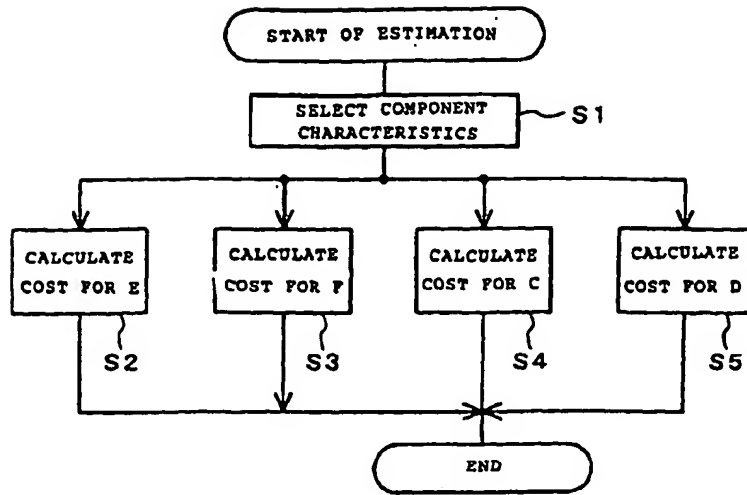 START OF ESTIMATION
SELECT COMPONENT
CHARACTERISTICS
S1
CALCULATE
COST FOR E
CALCULATE
COST FOR F
CALCULATE
COST FOR C
CALCULATE
COST FOR D
S2
S3
S4
S5
END